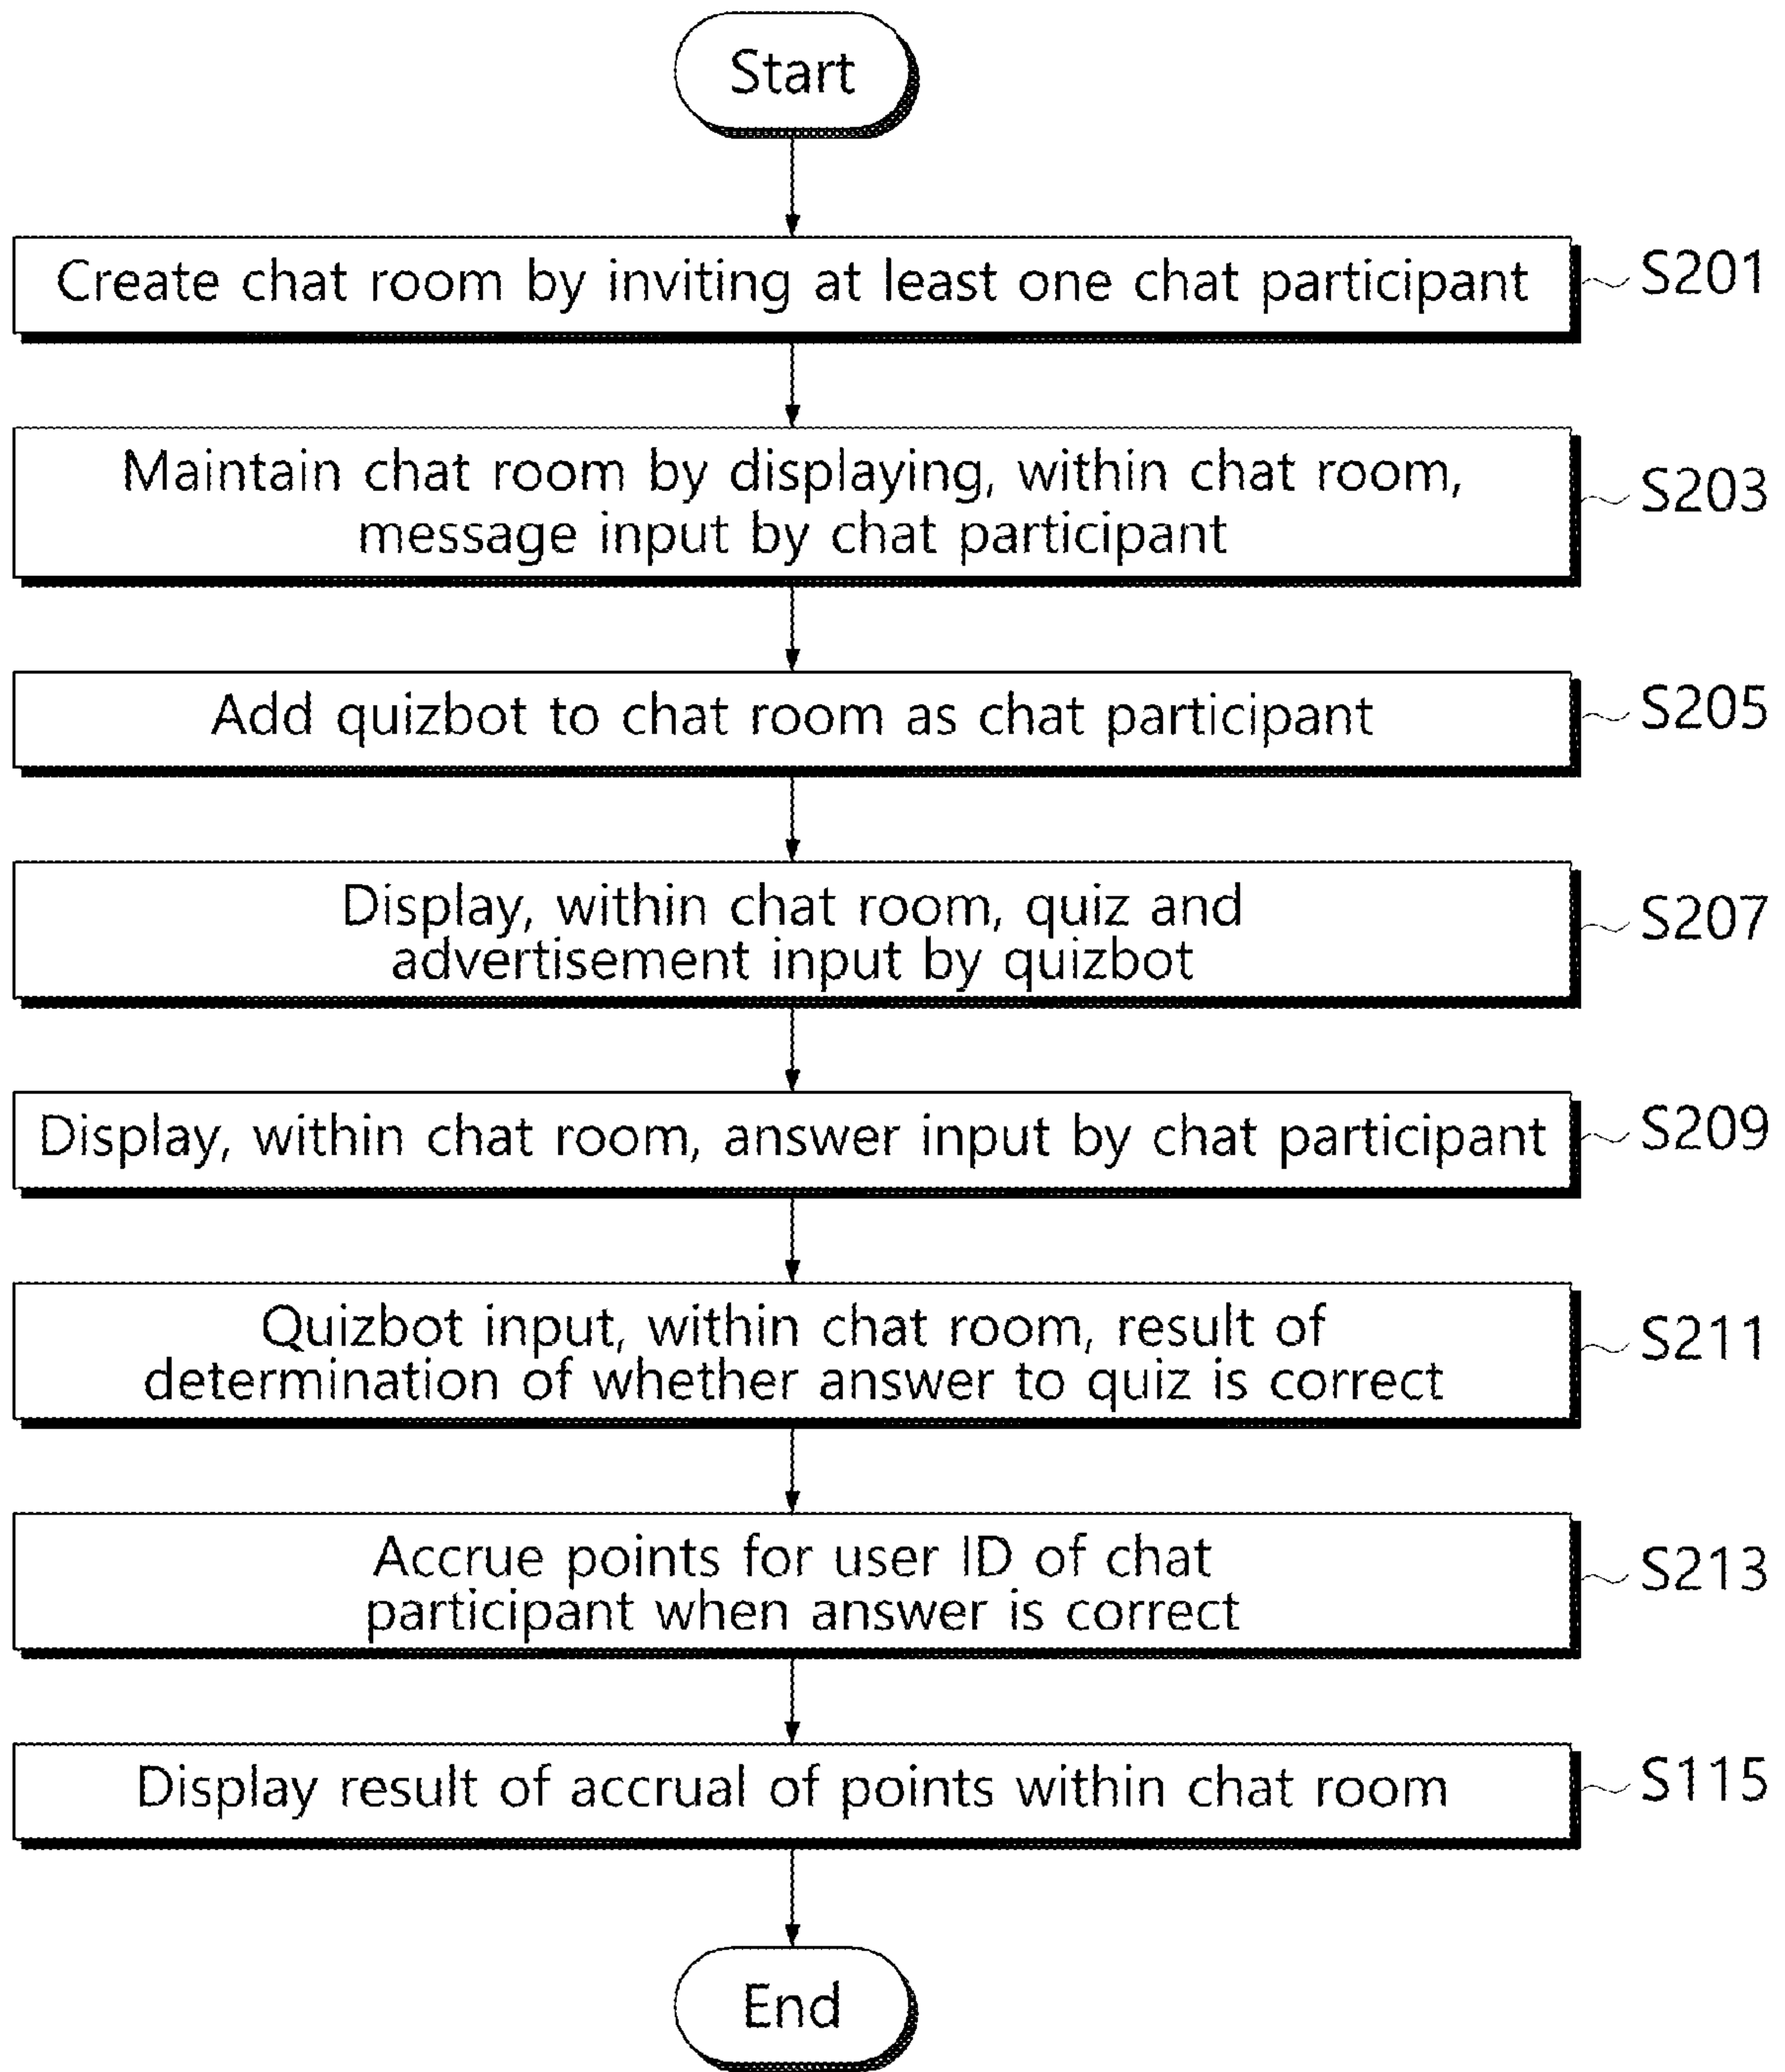 Start
Create chat room by inviting at least one chat participant
S201
Maintain chat room by displaying, within chat room,
message input by chat participant
S203
Add quizbot to chat room as chat participant
S205
Display, within chat room, quiz and
advertisement input by quizbot
S207
Display, within chat room, answer input by chat participant
S209
Quizbot input, within chat room, result of
determination of whether answer to quiz is correct
S211
Accrue points for user ID of chat
participant when answer is correct
S213
Display result of accrual of points within chat room
S115
End